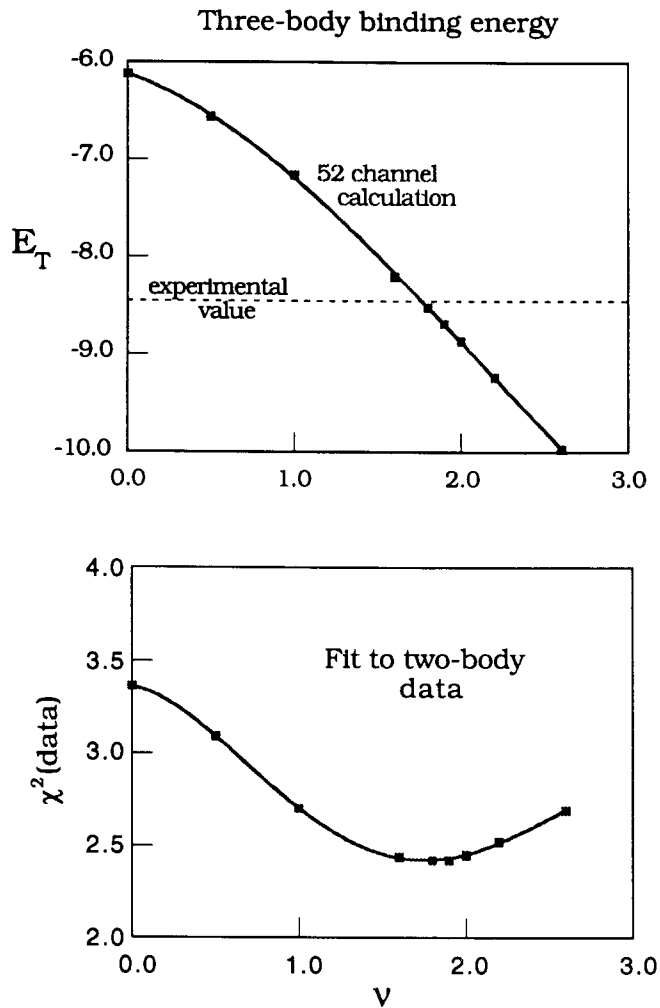 Three-body binding energy
-6.0
-7.0
52 channel
calculation
E_T
-8.0
experimental
value
-9.0
-10.0
0.0 1.0 2.0 3.0
4.0
3.5
Fit to two-body
data
χ²(data)
3.0
2.5
2.0
0.0 1.0 2.0 3.0
ν